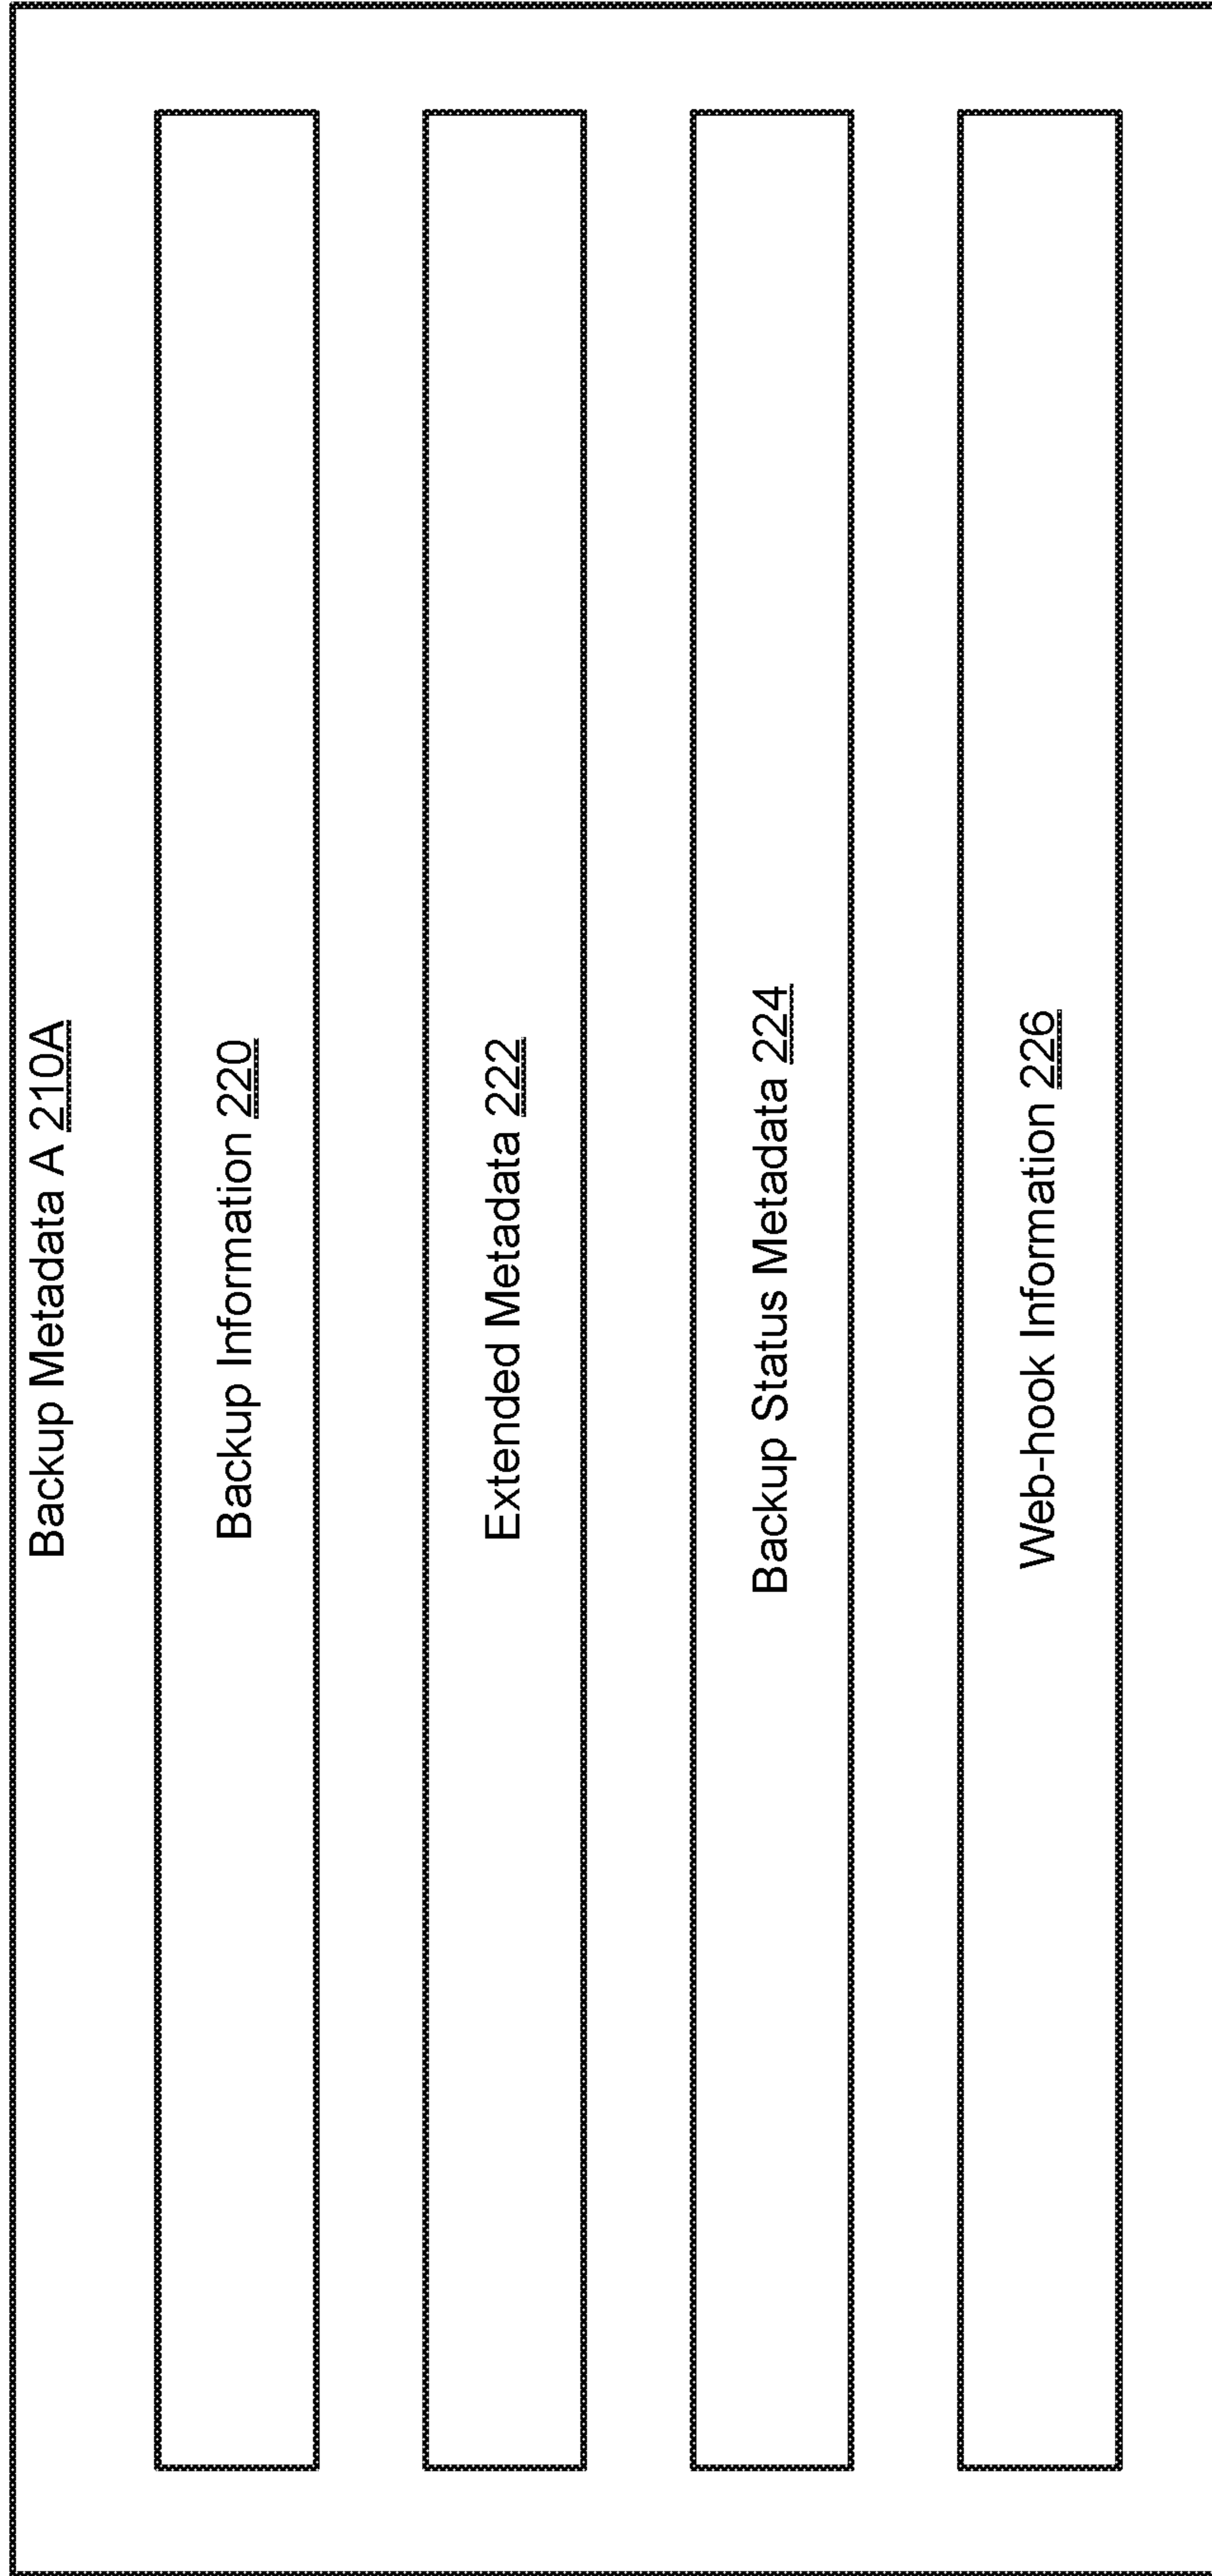 Backup Metadata A 210A
Backup Information 220
Extended Metadata 222
Backup Status Metadata 224
Web-hook Information 226